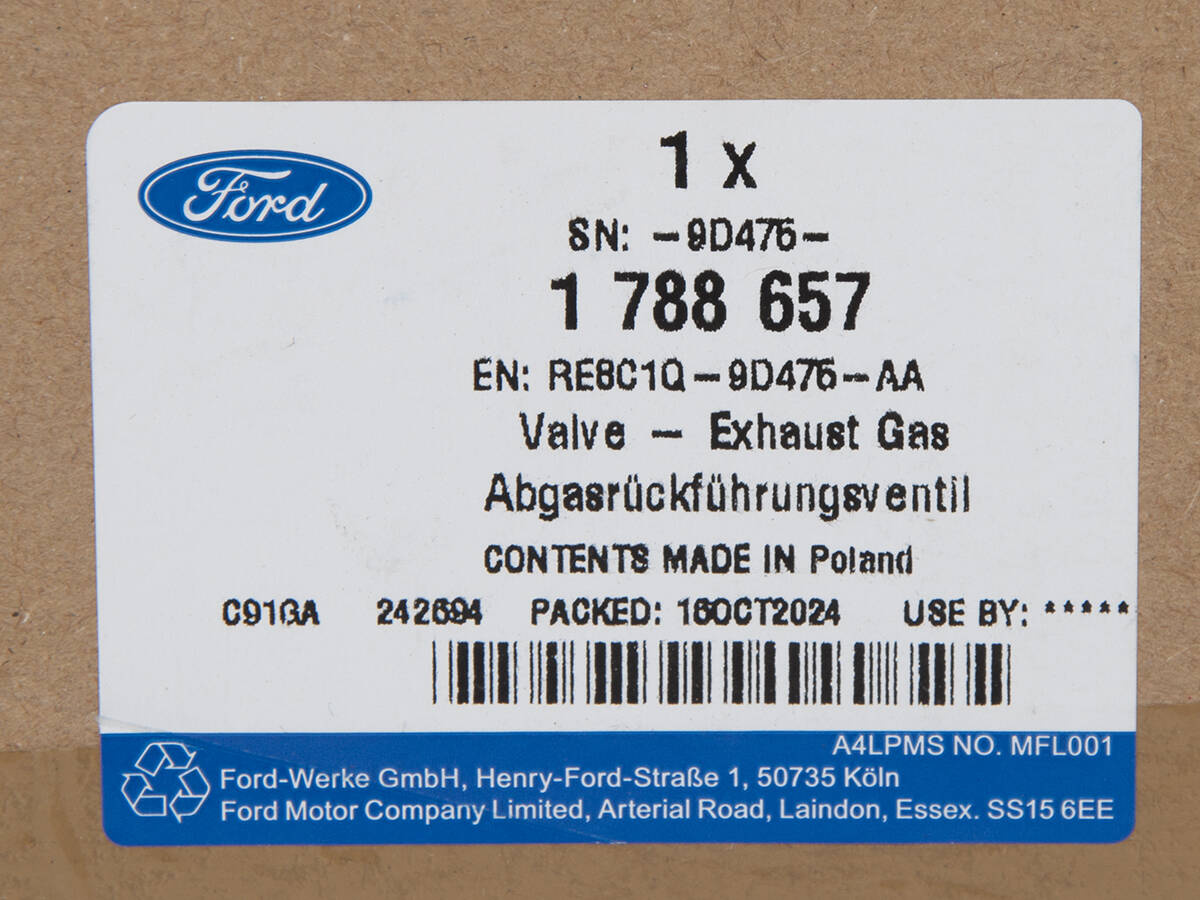 Ford
1 x
SN: -9D475-
1 788 657
EN: RE8C1Q-9D475-AA
Valve - Exhaust Gas
Abgasrückführungsventil
CONTENTS MADE IN Poland
C91GA 242694 PACKED: 16OCT2024 USE BY: *****
A4LPMS NO. MFL001
Ford-Werke GmbH, Henry-Ford-Straße 1, 50735 Köln
Ford Motor Company Limited, Arterial Road, Laindon, Essex. SS15 6EE